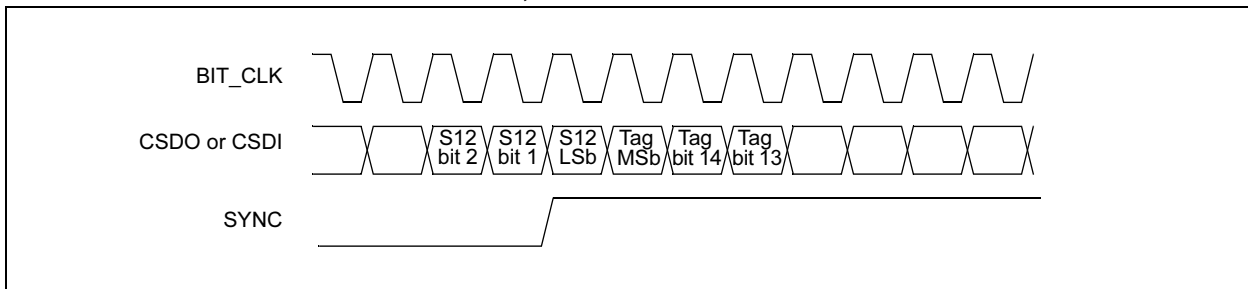 BIT_CLK
CSDO or CSDI
S12 S12 S12 Tag Tag Tag
bit 2 bit 1 LSb MSb bit 14 bit 13
SYNC